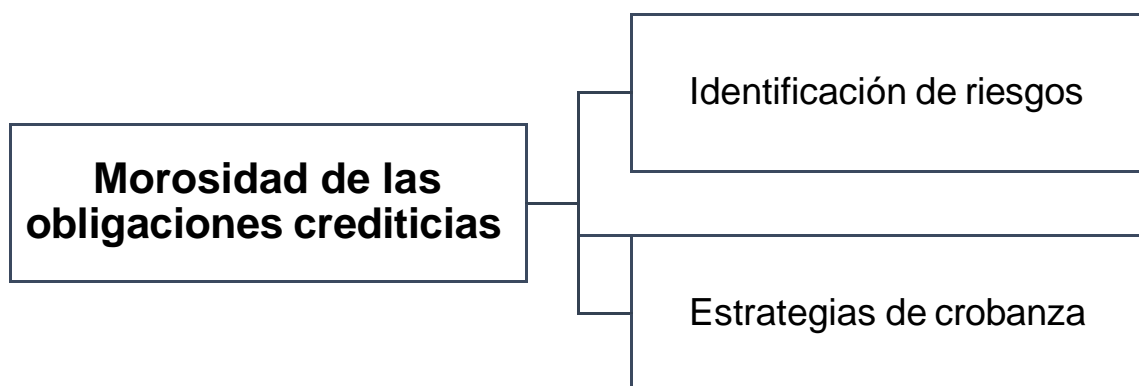 Identificación de riesgos
Morosidad de las
obligaciones crediticias
Estrategias de crobanza